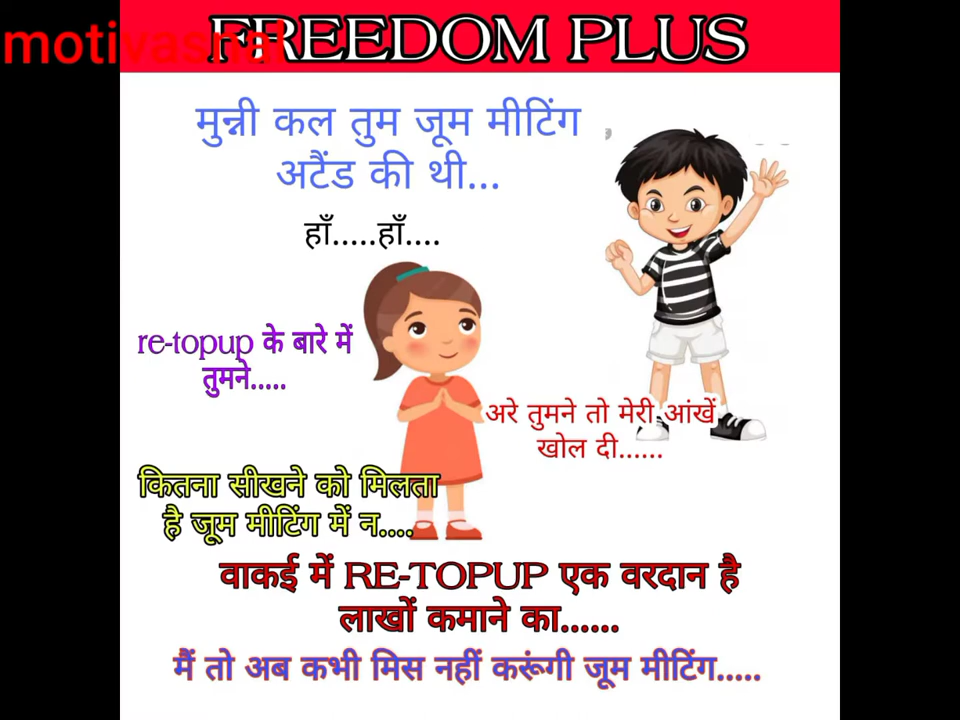 motivasnal
FREEDOM PLUS
मुन्नी कल तुम जूम मीटिंग ,
अटैंड की थी...
हाँ.....हाँ....
re-topup के बारे में
तुमने.....
अरे तुमने तो मेरी आंखें
खोल दी......
कितना सीखने को मिलता
है जूम मीटिंग में न....
वाकई में RE-TOPUP एक वरदान है
लाखों कमाने का......
मैं तो अब कभी मिस नहीं करूंगी जूम मीटिंग.....